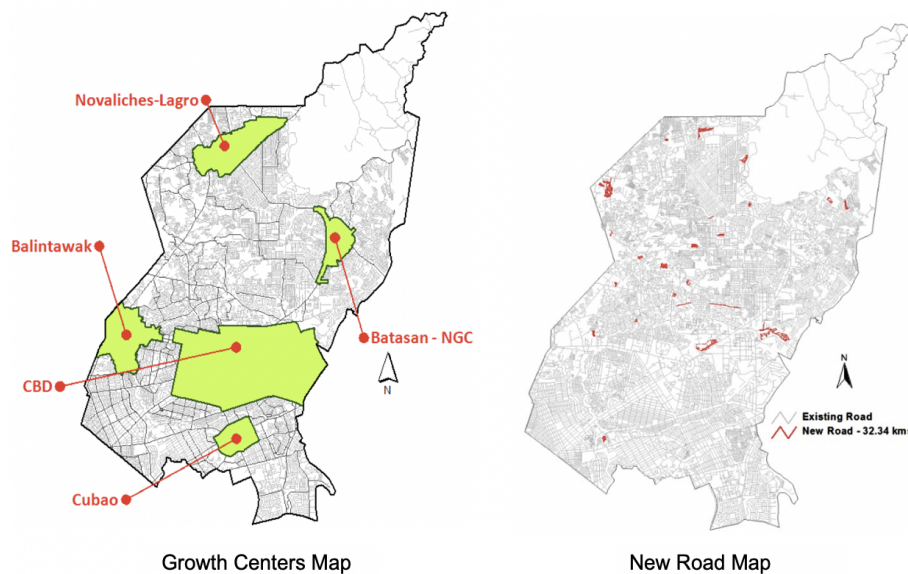 Novaliches-Lagro
Balintawak
Batasan - NGC
CBD
N
Cubao
Growth Centers Map
N
Existing Road
New Road - 32.34 kms
New Road Map